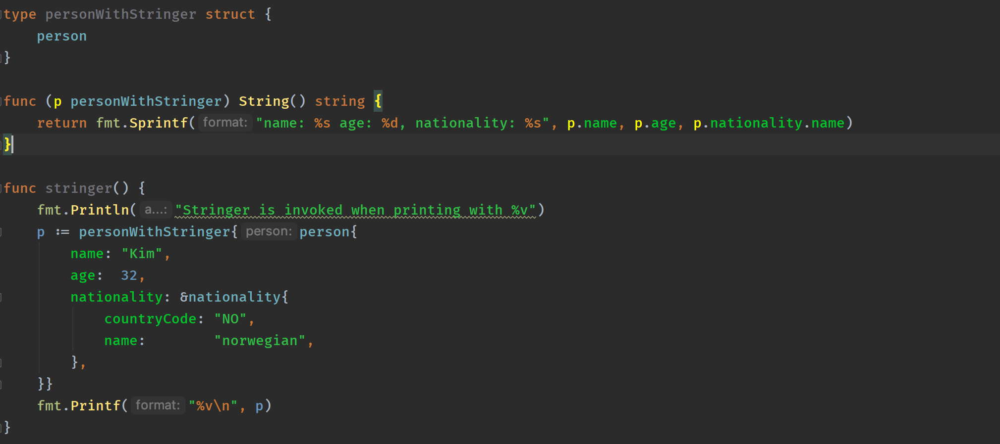 type personWithStringer struct {
    person
}
func (p personWithStringer) String() string {
    return fmt.Sprintf( format: "name: %s age: %d, nationality: %s", p.name, p.age, p.nationality.name)
}
func stringer() {
    fmt.Println( a...: "Stringer is invoked when printing with %v")
    p := personWithStringer{ person: person{
        name: "Kim",
        age:  32,
        nationality: &nationality{
            countryCode: "NO",
            name:        "norwegian",
        },
    }}
    fmt.Printf( format: "%v\n", p)
}